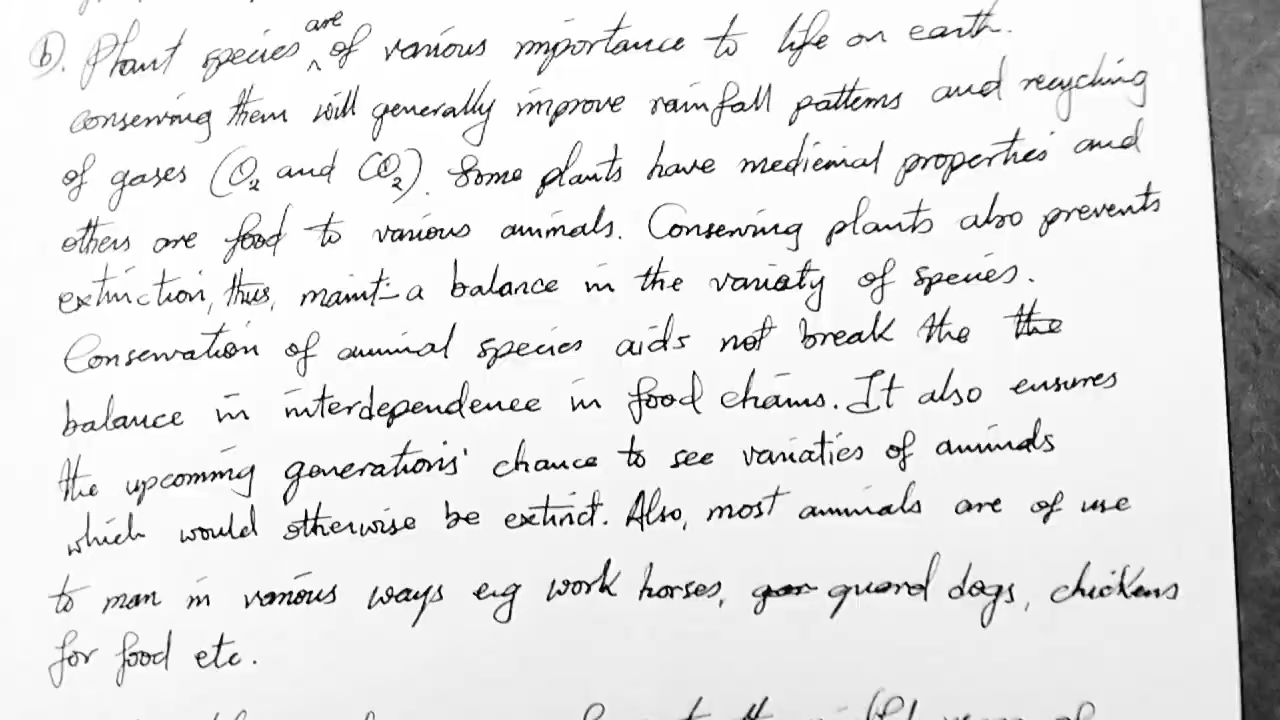 b). Plant species are of various importance to life on earth.
conserving them will generally improve rainfall patterns and recycling
of gases (O₂ and CO₂). Some plants have medicinal properties and
others are food to various animals. Conserving plants also prevents
extinction, thus, maint- a balance in the variaty of species.
Conservation of animal species aids not break the the
balance in interdependence in food chains. It also ensures
the upcoming generations' chance to see variaties of animals
which would otherwise be extinct. Also, most animals are of use
to man in various ways eg work horses, guard dogs, chickens
for food etc.